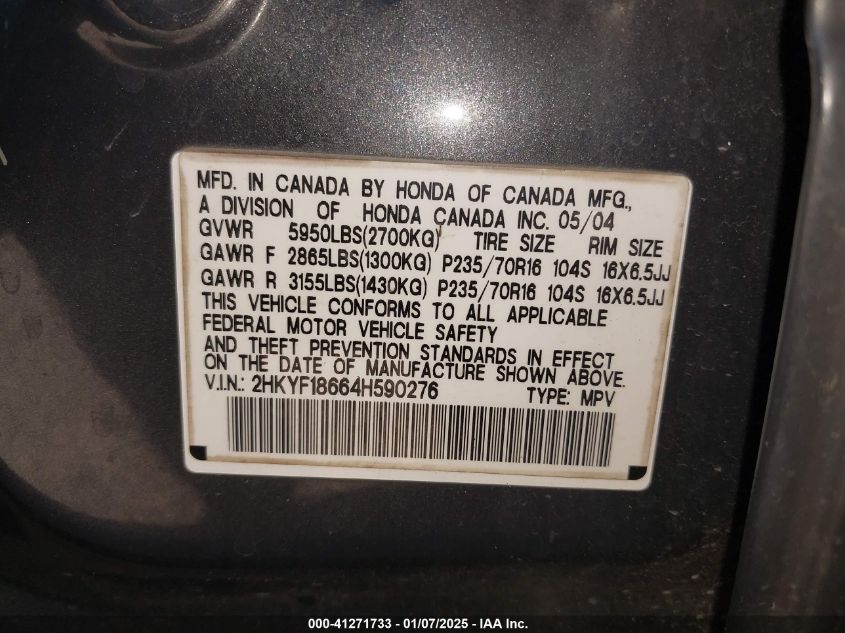 MFD. IN CANADA BY HONDA OF CANADA MFG.,
A DIVISION OF HONDA CANADA INC. 05/04
GVWR 5950LBS(2700KG) TIRE SIZE RIM SIZE
GAWR F 2865LBS(1300KG) P235/70R16 104S 16X6.5JJ
GAWR R 3155LBS(1430KG) P235/70R16 104S 16X6.5JJ
THIS VEHICLE CONFORMS TO ALL APPLICABLE
FEDERAL MOTOR VEHICLE SAFETY
AND THEFT PREVENTION STANDARDS IN EFFECT
ON THE DATE OF MANUFACTURE SHOWN ABOVE.
V.I.N.: 2HKYF18664H590276 TYPE: MPV
000-41271733 - 01/07/2025 - IAA Inc.